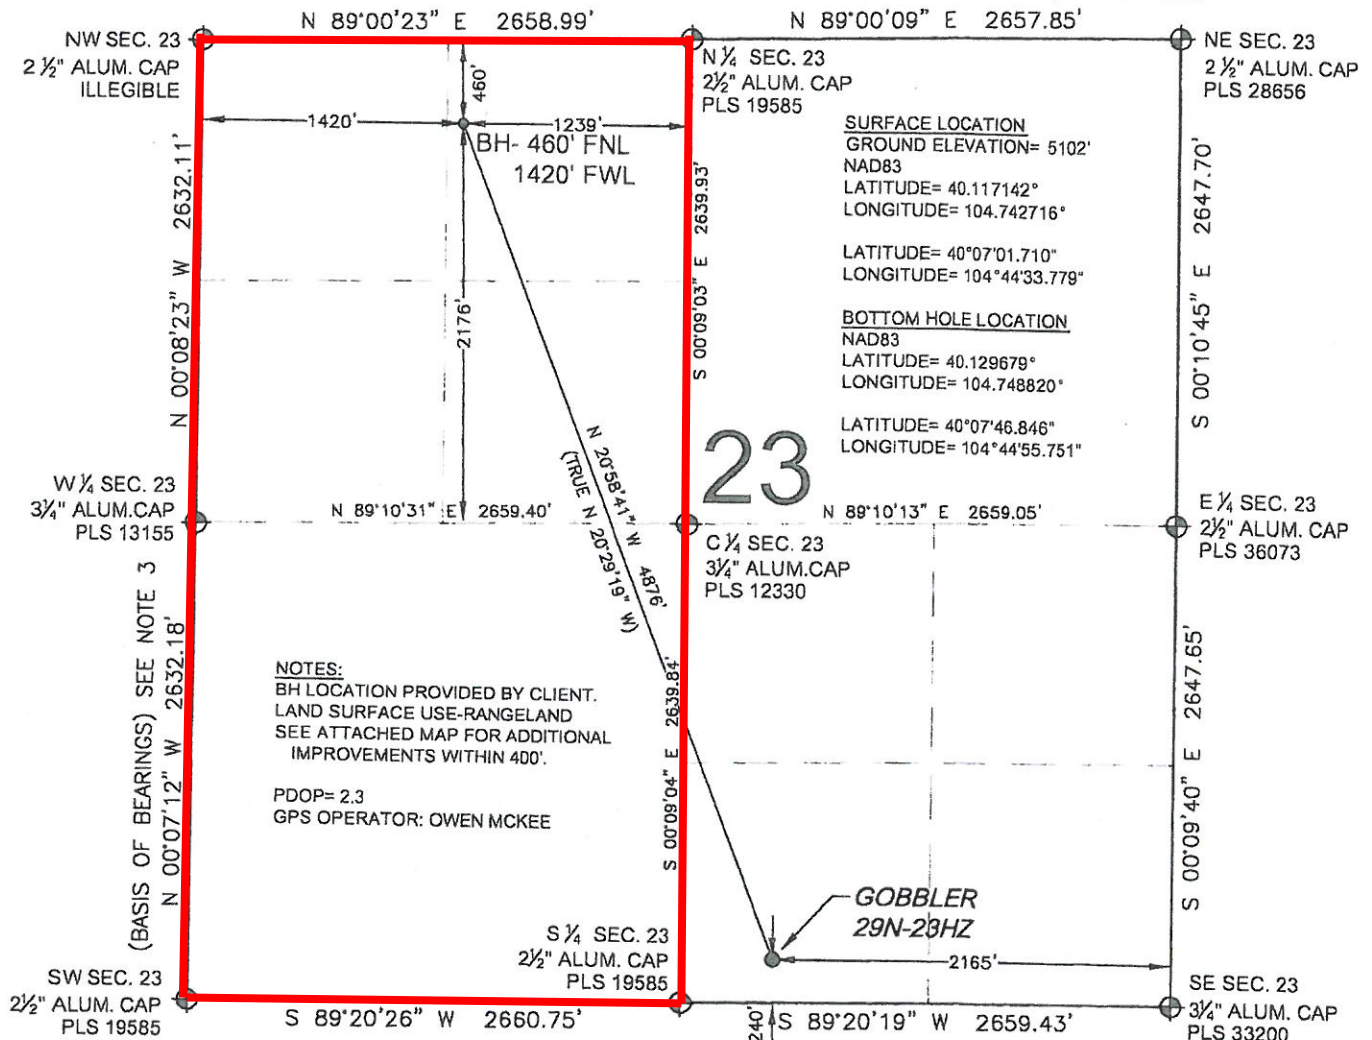 N 89°00'23" E 2658.99'
N 89°00'09" E 2657.85'
NW SEC. 23
2 ½" ALUM. CAP
ILLEGIBLE
N ¼ SEC. 23
2½" ALUM. CAP
PLS 19585
NE SEC. 23
2 ½" ALUM. CAP
PLS 28656
460'
1420'
1239'
BH- 460' FNL
1420' FWL
SURFACE LOCATION
GROUND ELEVATION= 5102'
NAD83
LATITUDE= 40.117142°
LONGITUDE= 104.742716°
LATITUDE= 40°07'01.710"
LONGITUDE= 104°44'33.779"
BOTTOM HOLE LOCATION
NAD83
LATITUDE= 40.129679°
LONGITUDE= 104.748820°
LATITUDE= 40°07'46.846"
LONGITUDE= 104°44'55.751"
N 00°08'23" W 2632.11'
2176'
S 00°09'03" E 2639.93'
S 00°10'45" E 2647.70'
23
N 20°58'41" W 4876'
(TRUE N 20°29'19" W)
W ¼ SEC. 23
3¼" ALUM.CAP
PLS 13155
N 89°10'31" E 2659.40'
N 89°10'13" E 2659.05'
C ¼ SEC. 23
3¼" ALUM.CAP
PLS 12330
E ¼ SEC. 23
2½" ALUM. CAP
PLS 36073
(BASIS OF BEARINGS) SEE NOTE 3
N 00°07'12" W 2632.18'
NOTES:
BH LOCATION PROVIDED BY CLIENT.
LAND SURFACE USE-RANGELAND
SEE ATTACHED MAP FOR ADDITIONAL
IMPROVEMENTS WITHIN 400'.
PDOP= 2.3
GPS OPERATOR: OWEN MCKEE
S 00°09'04" E 2639.84'
S 00°09'40" E 2647.65'
GOBBLER
29N-23HZ
2165'
S ¼ SEC. 23
2½" ALUM. CAP
PLS 19585
SW SEC. 23
2½" ALUM. CAP
PLS 19585
SE SEC. 23
3¼" ALUM. CAP
PLS 33200
S 89°20'26" W 2660.75'
240'
S 89°20'19" W 2659.43'